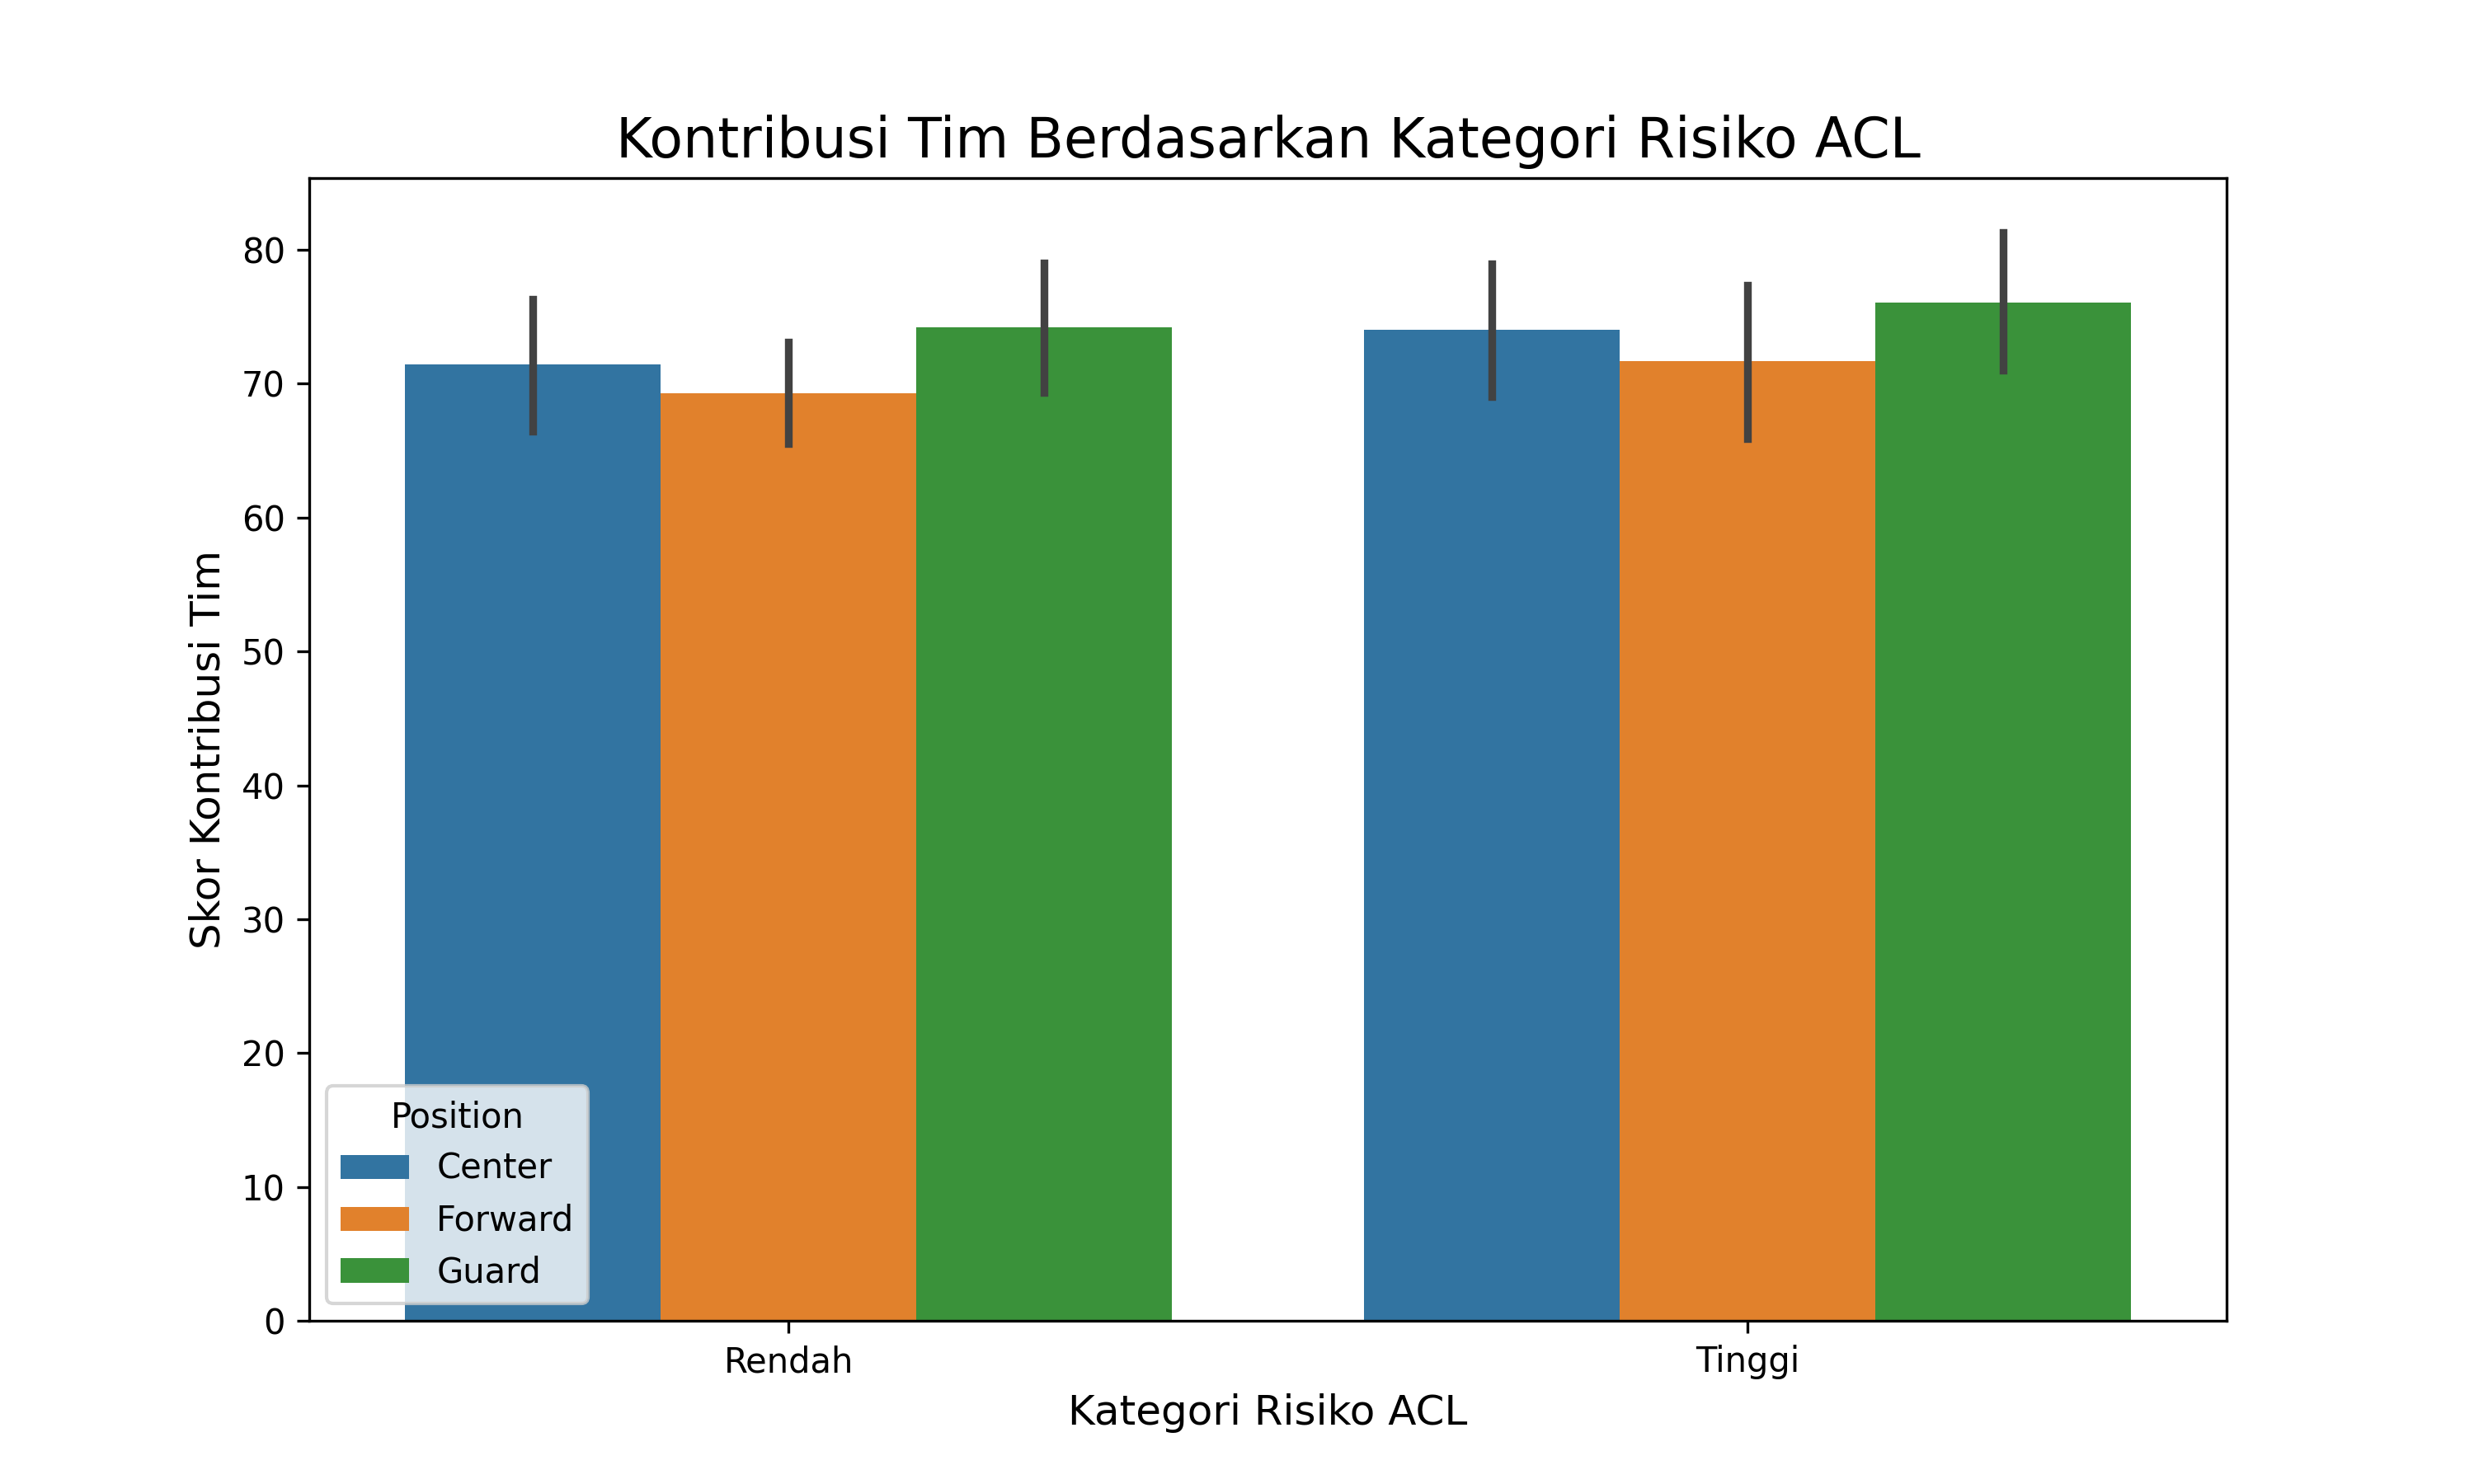 Kontribusi Tim Berdasarkan Kategori Risiko ACL
Skor Kontribusi Tim
80
70
60
50
40
30
20
10
0
Position
Center
Forward
Guard
Rendah
Tinggi
Kategori Risiko ACL